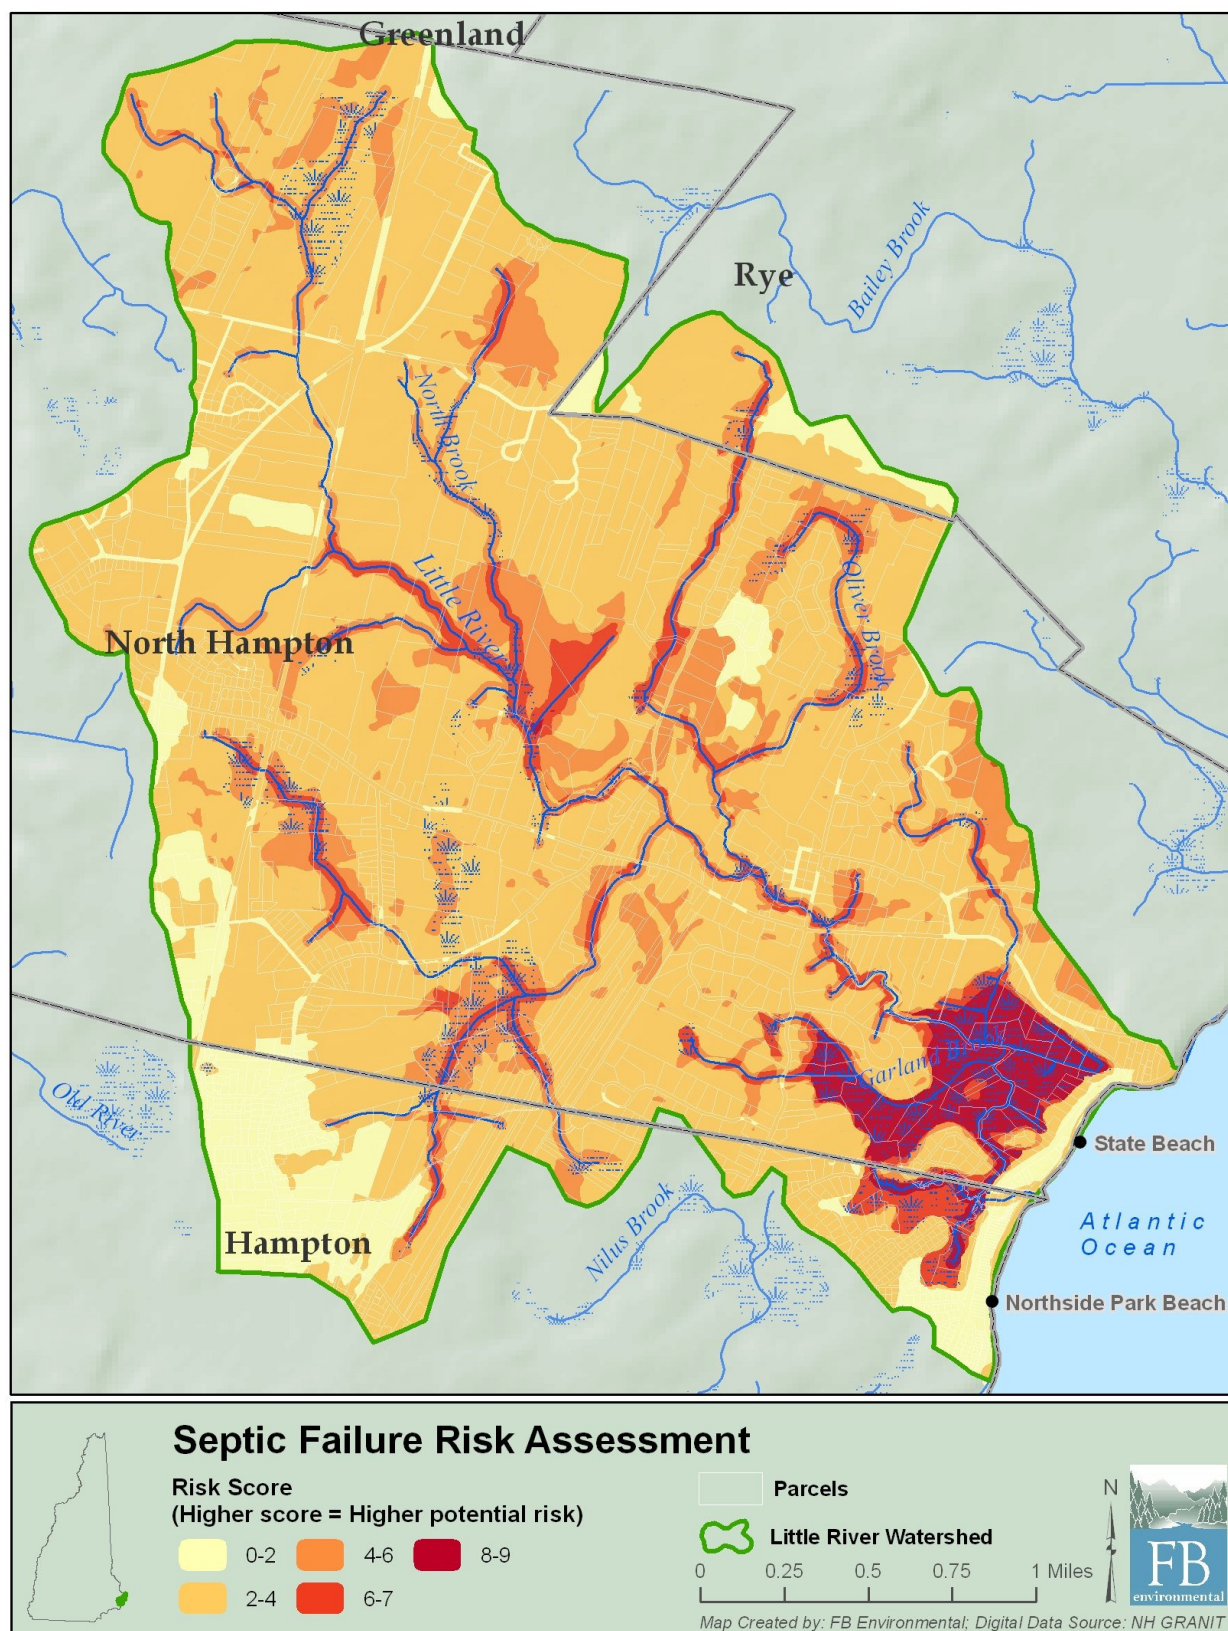 Greenland
Rye
Bailey Brook
North Brook
Little River
Oliver Brook
North Hampton
Garland Brook
Old River
State Beach
Hampton
Nilus Brook
Atlantic
Ocean
Northside Park Beach
Septic Failure Risk Assessment
Risk Score
(Higher score = Higher potential risk)
0-2
4-6
8-9
2-4
6-7
Parcels
Little River Watershed
0 0.25 0.5 0.75 1 Miles
N
FB
environmental
Map Created by: FB Environmental; Digital Data Source: NH GRANIT